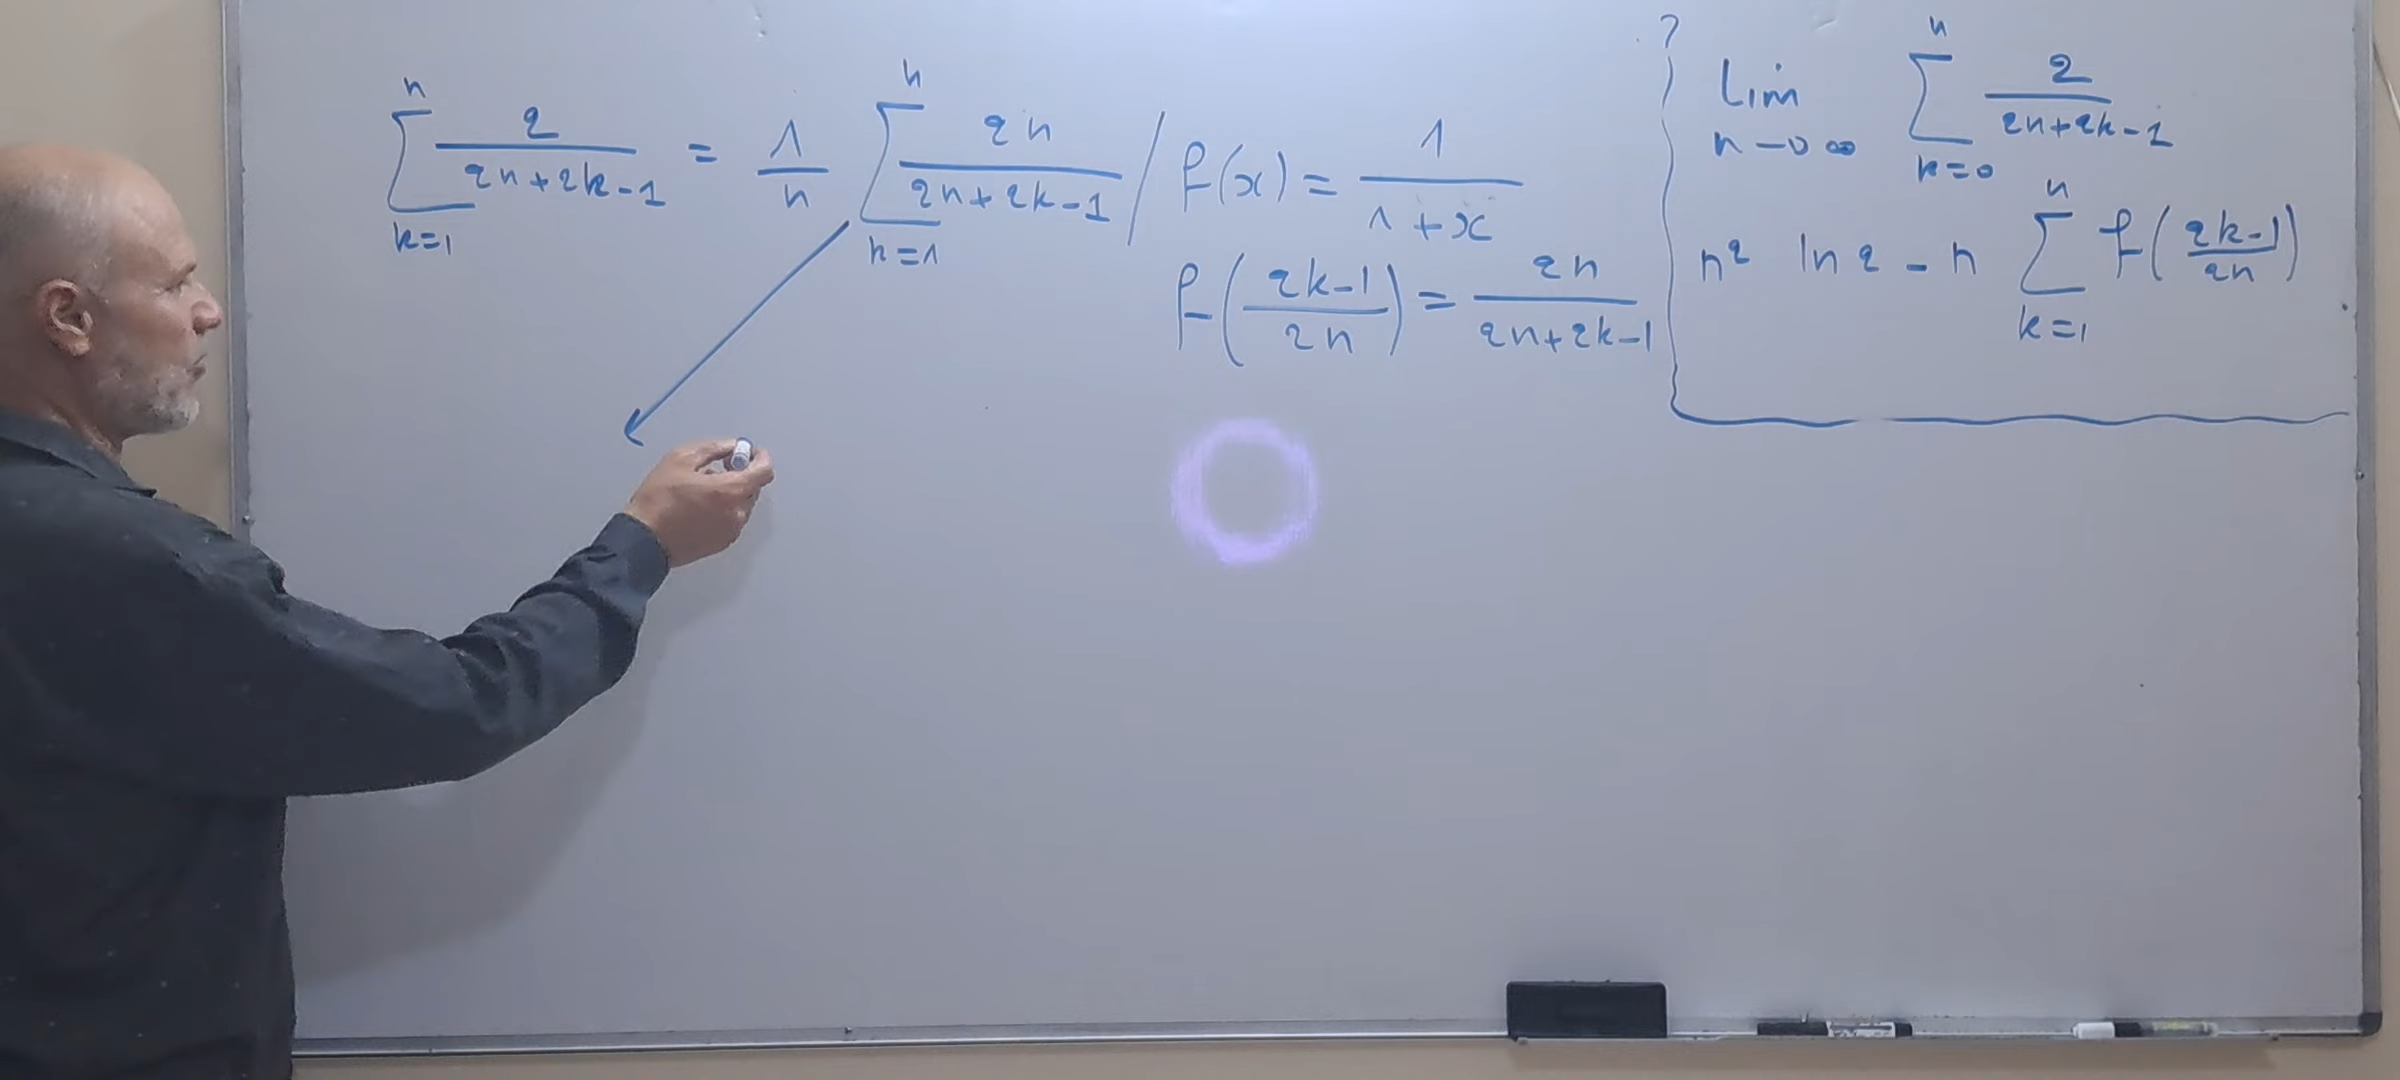 n∑k=1 2/(2n+2k-1) = 1/n n∑k=1 2n/(2n+2k-1) / f(x) = 1/(1+x)
f((2k-1)/2n) = 2n/(2n+2k-1)
?
Lim n→∞ n∑k=0 2/(2n+2k-1)
n² ln 2 - n n∑k=1 f((2k-1)/2n)